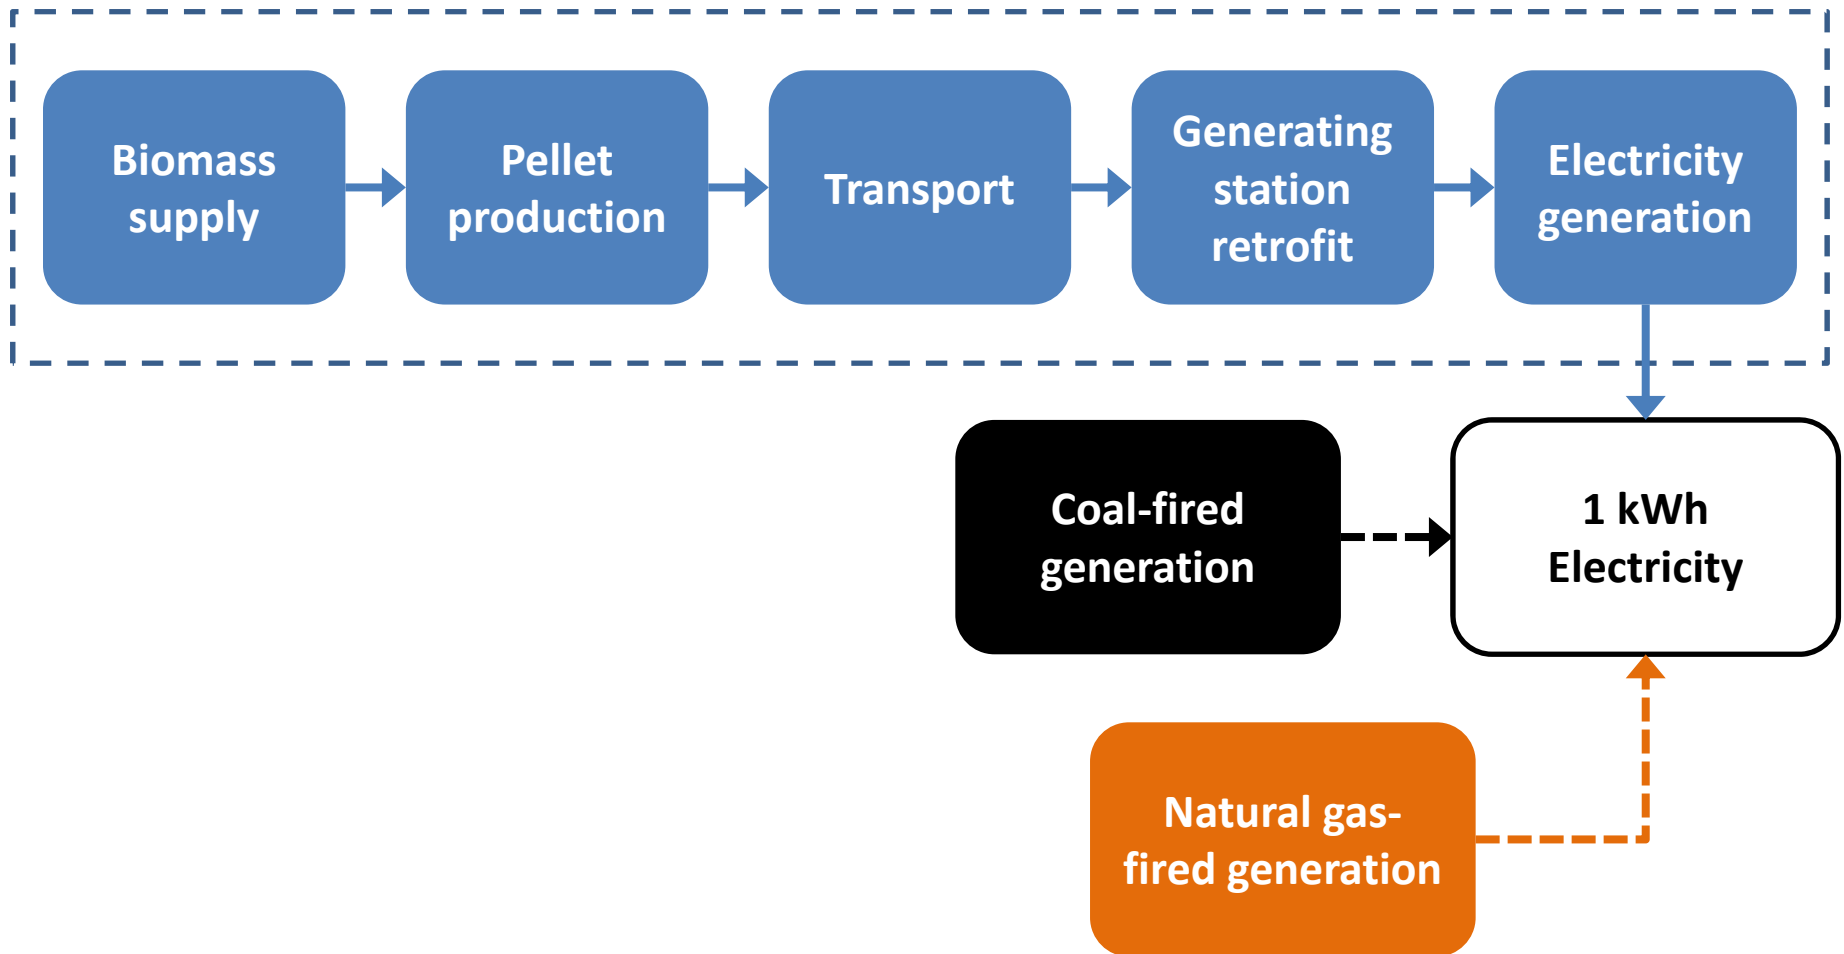 Biomass
supply
Pellet
production
Transport
Generating
station
retrofit
Electricity
generation
Coal-fired
generation
1 kWh
Electricity
Natural gas-
fired generation